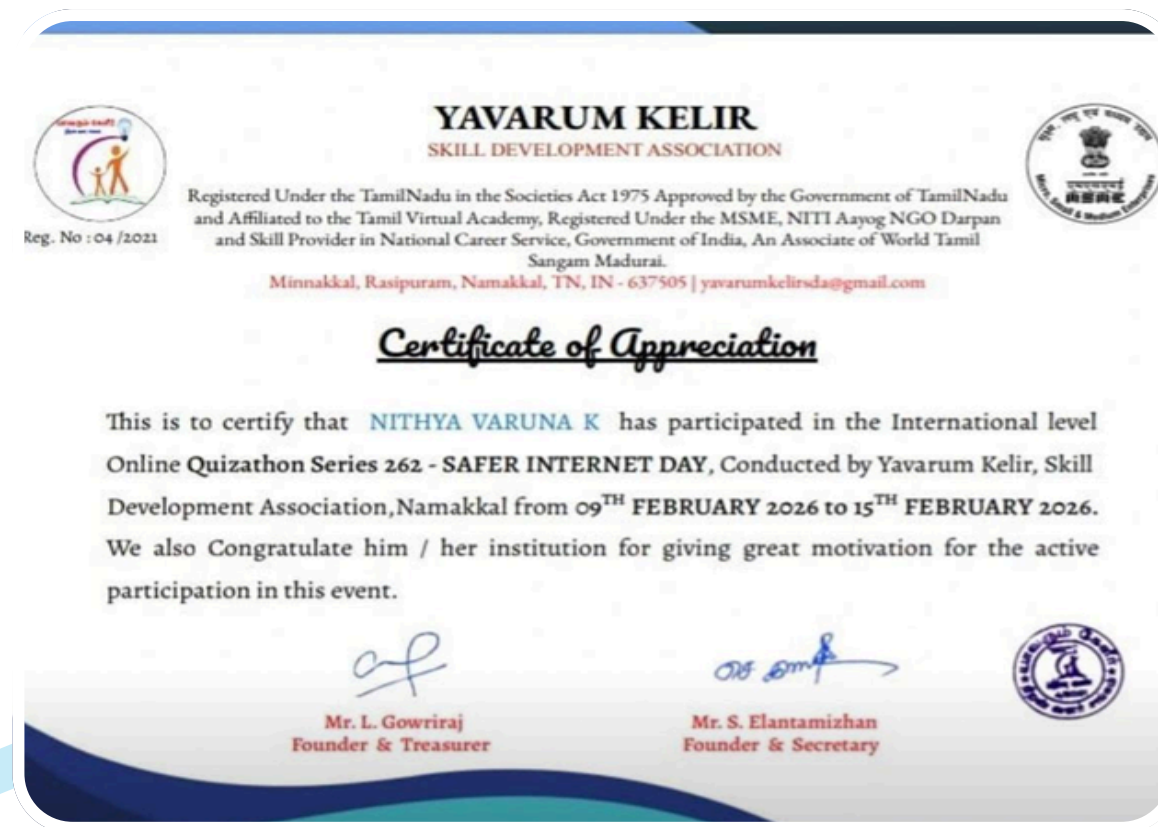 YAVARUM KELIR
SKILL DEVELOPMENT ASSOCIATION
Registered Under the TamilNadu in the Societies Act 1975 Approved by the Government of TamilNadu
and Affiliated to the Tamil Virtual Academy, Registered Under the MSME, NITI Aayog NGO Darpan
and Skill Provider in National Career Service, Government of India, An Associate of World Tamil
Sangam Madurai.
Reg. No : 04 /2021
Micro, Small & Medium Enterprises
Minnakkal, Rasipuram, Namakkal, TN, IN - 637505 | yavarumkelirsda@gmail.com
Certificate of Appreciation
This is to certify that NITHYA VARUNA K has participated in the International level
Online Quizathon Series 262 - SAFER INTERNET DAY, Conducted by Yavarum Kelir, Skill
Development Association,Namakkal from 09TH FEBRUARY 2026 to 15TH FEBRUARY 2026.
We also Congratulate him / her institution for giving great motivation for the active
participation in this event.
Mr. L. Gowriraj
Founder & Treasurer
Mr. S. Elantamizhan
Founder & Secretary